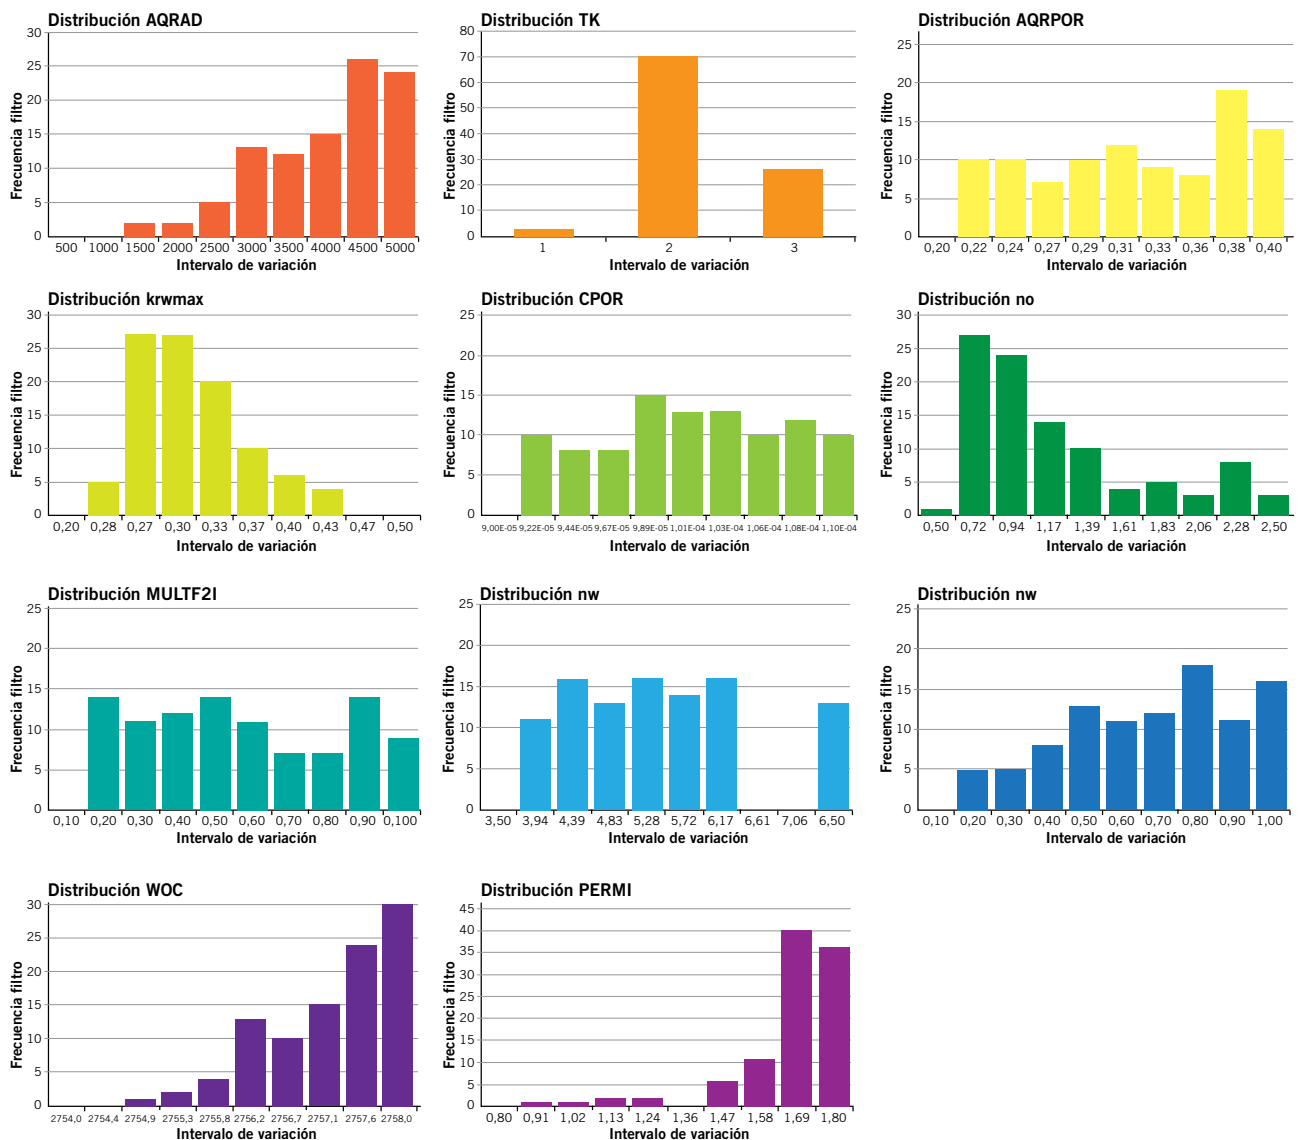 Distribución AQRAD
Frecuencia filtro
30
25
20
15
10
5
0
500 1000 1500 2000 2500 3000 3500 4000 4500 5000
Intervalo de variación
Distribución TK
Frecuencia filtro
80
70
60
50
40
30
20
10
0
1 2 3
Intervalo de variación
Distribución AQRPOR
Frecuencia filtro
25
20
15
10
5
0
0,20 0,22 0,24 0,27 0,29 0,31 0,33 0,36 0,38 0,40
Intervalo de variación
Distribución krwmax
Frecuencia filtro
30
25
20
15
10
5
0
0,20 0,28 0,27 0,30 0,33 0,37 0,40 0,43 0,47 0,50
Intervalo de variación
Distribución CPOR
Frecuencia filtro
25
20
15
10
5
0
9,00E-05 9,22E-05 9,44E-05 9,67E-05 9,89E-05 1,01E-04 1,03E-04 1,06E-04 1,08E-04 1,10E-04
Intervalo de variación
Distribución no
Frecuencia filtro
30
25
20
15
10
5
0
0,50 0,72 0,94 1,17 1,39 1,61 1,83 2,06 2,28 2,50
Intervalo de variación
Distribución MULTF2I
Frecuencia filtro
25
20
15
10
5
0
0,10 0,20 0,30 0,40 0,50 0,60 0,70 0,80 0,90 0,100
Intervalo de variación
Distribución nw
Frecuencia filtro
25
20
15
10
5
0
3,50 3,94 4,39 4,83 5,28 5,72 6,17 6,61 7,06 6,50
Intervalo de variación
Distribución nw
Frecuencia filtro
25
20
15
10
5
0
0,10 0,20 0,30 0,40 0,50 0,60 0,70 0,80 0,90 1,00
Intervalo de variación
Distribución WOC
Frecuencia filtro
30
25
20
15
10
5
0
2754,0 2754,4 2754,9 2755,3 2755,8 2756,2 2756,7 2757,1 2757,6 2758,0
Intervalo de variación
Distribución PERMI
Frecuencia filtro
45
40
35
30
25
20
15
10
5
0
0,80 0,91 1,02 1,13 1,24 1,36 1,47 1,58 1,69 1,80
Intervalo de variación